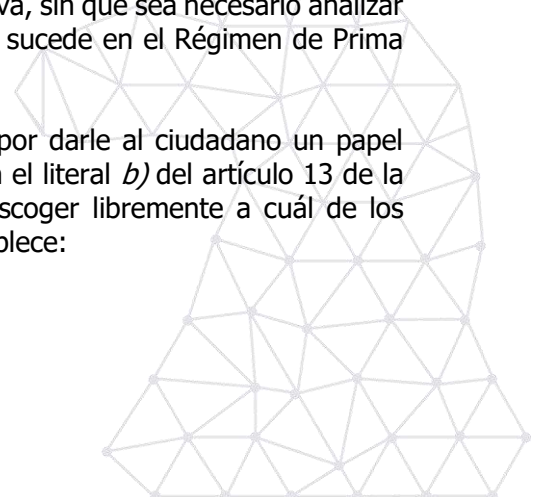 va, sin que sea necesario analizar
sucede en el Régimen de Prima
por darle al ciudadano un papel
el literal b) del artículo 13 de la
escoger libremente a cuál de los
blece: